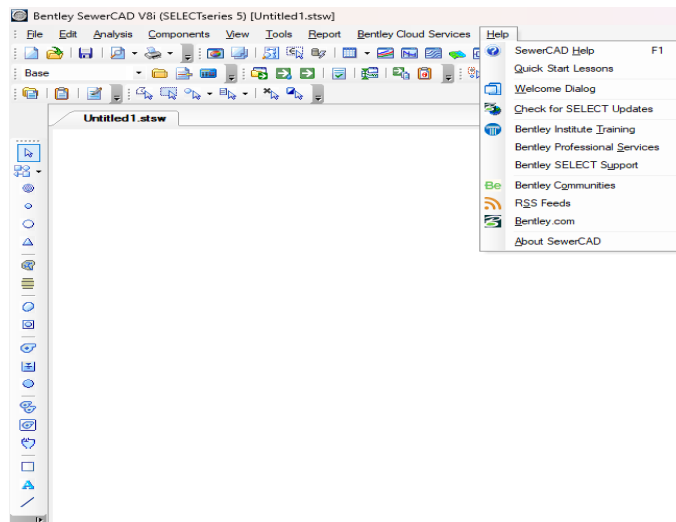 Bentley SewerCAD V8i (SELECTseries 5) [Untitled1.stsw]
File Edit Analysis Components View Tools Report Bentley Cloud Services Help
Base
Untitled1.stsw
SewerCAD Help F1
Quick Start Lessons
Welcome Dialog
Check for SELECT Updates
Bentley Institute Training
Bentley Professional Services
Bentley SELECT Support
Be Bentley Communities
RSS Feeds
Bentley.com
About SewerCAD